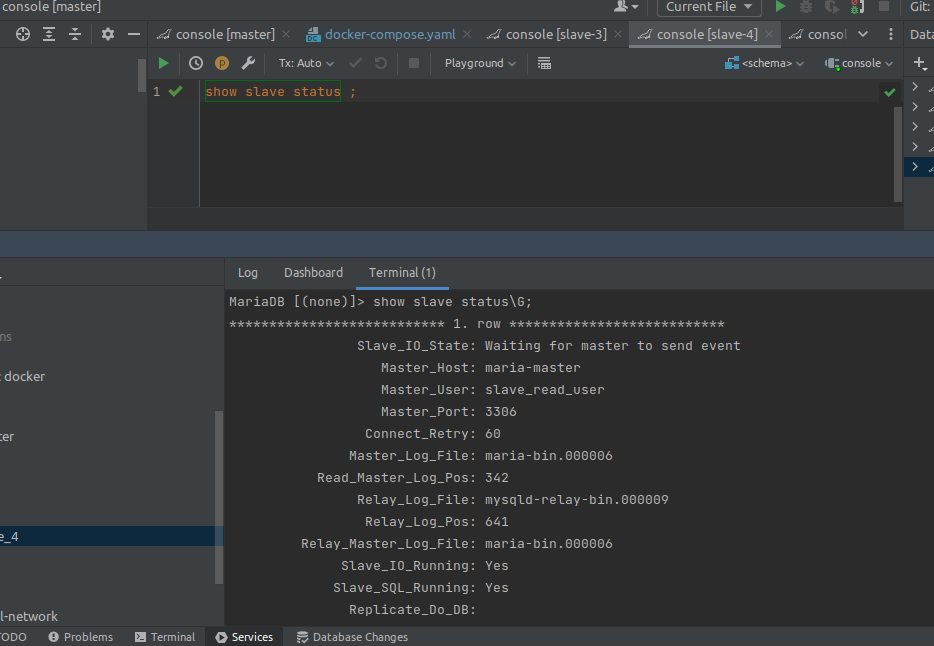 console [master]
Current File
Git:
console [master]
docker-compose.yaml
console [slave-3]
console [slave-4]
consol
Data
Tx: Auto
Playground
<schema>
console
1
show slave status ;
Log
Dashboard
Terminal (1)
MariaDB [(none)]> show slave status\G;
*************************** 1. row ***************************
Slave_IO_State: Waiting for master to send event
Master_Host: maria-master
Master_User: slave_read_user
Master_Port: 3306
Connect_Retry: 60
Master_Log_File: maria-bin.000006
Read_Master_Log_Pos: 342
Relay_Log_File: mysqld-relay-bin.000009
Relay_Log_Pos: 641
Relay_Master_Log_File: maria-bin.000006
Slave_IO_Running: Yes
Slave_SQL_Running: Yes
Replicate_Do_DB:
ms
: docker
ter
e_4
l-network
TODO
Problems
Terminal
Services
Database Changes